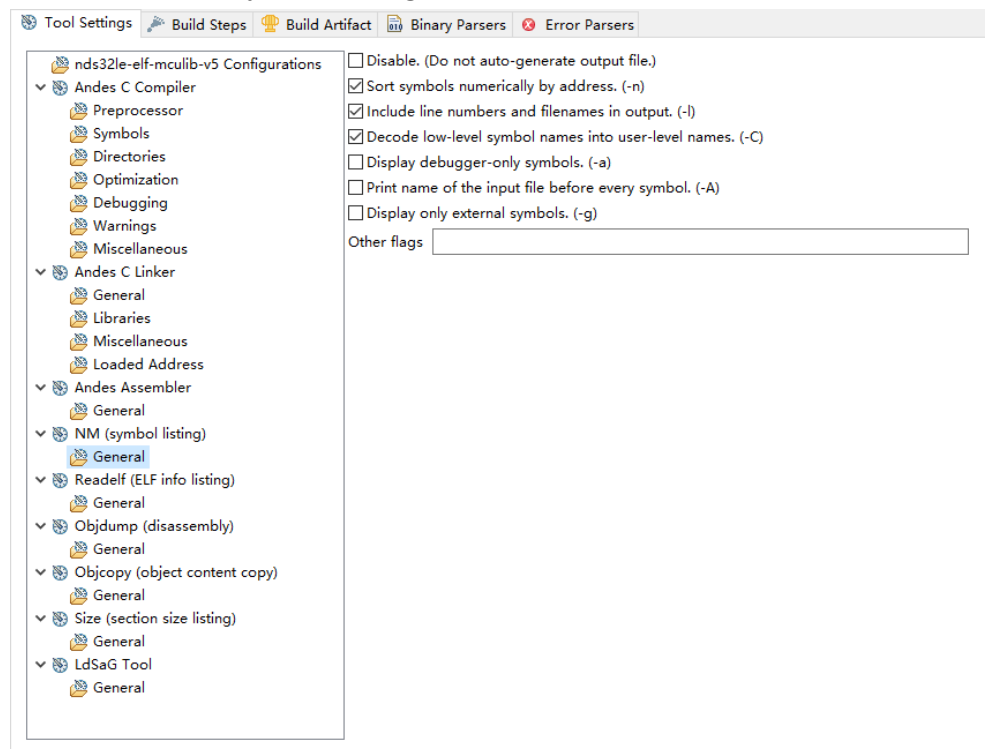 Tool Settings Build Steps Build Artifact Binary Parsers Error Parsers
nds32le-elf-mculib-v5 Configurations
Andes C Compiler
Preprocessor
Symbols
Directories
Optimization
Debugging
Warnings
Miscellaneous
Andes C Linker
General
Libraries
Miscellaneous
Loaded Address
Andes Assembler
General
NM (symbol listing)
General
Readelf (ELF info listing)
General
Objdump (disassembly)
General
Objcopy (object content copy)
General
Size (section size listing)
General
LdSaG Tool
General
Disable. (Do not auto-generate output file.)
Sort symbols numerically by address. (-n)
Include line numbers and filenames in output. (-l)
Decode low-level symbol names into user-level names. (-C)
Display debugger-only symbols. (-a)
Print name of the input file before every symbol. (-A)
Display only external symbols. (-g)
Other flags